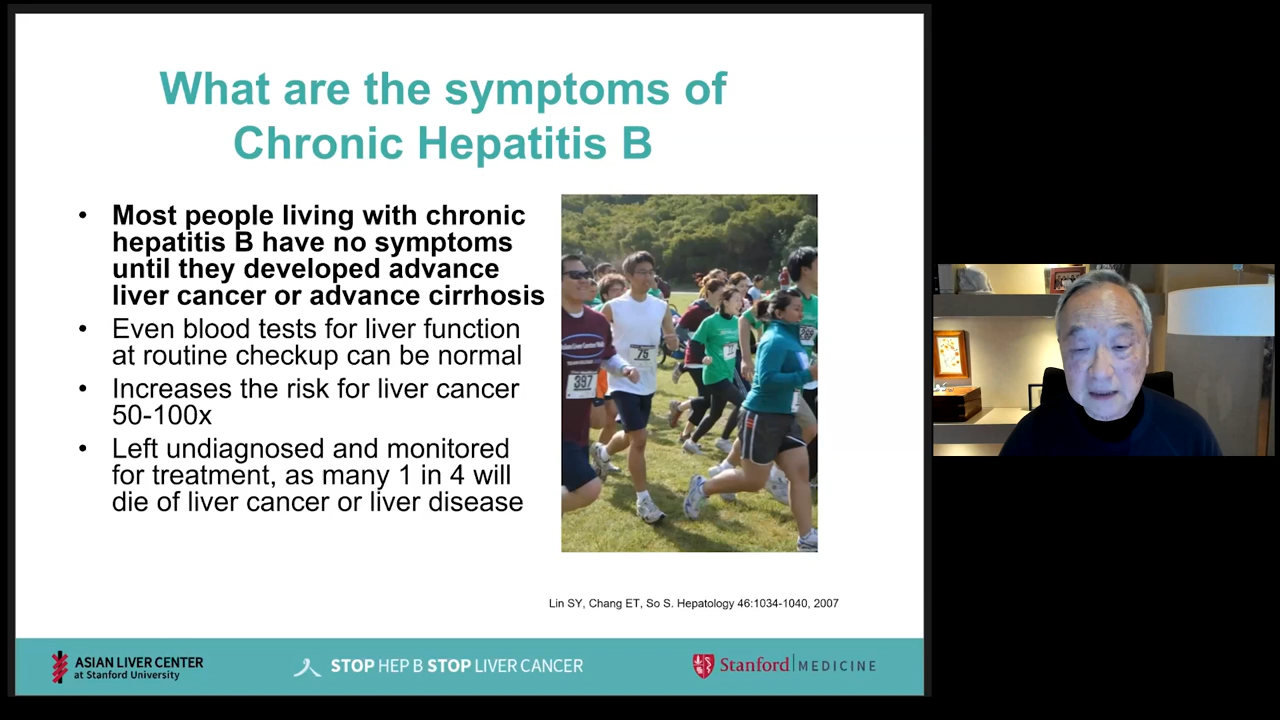 What are the symptoms of
Chronic Hepatitis B
• Most people living with chronic
hepatitis B have no symptoms
until they developed advance
liver cancer or advance cirrhosis
• Even blood tests for liver function
at routine checkup can be normal
• Increases the risk for liver cancer
50-100x
• Left undiagnosed and monitored
for treatment, as many 1 in 4 will
die of liver cancer or liver disease
397
75
Lin SY, Chang ET, So S. Hepatology 46:1034-1040, 2007
ASIAN LIVER CENTER
at Stanford University
STOP HEP B STOP LIVER CANCER
Stanford MEDICINE